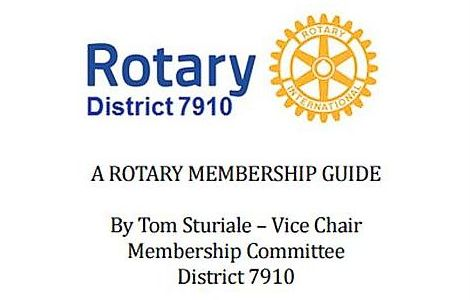 Rotary
District 7910
ROTARY
INTERNATIONAL
A ROTARY MEMBERSHIP GUIDE
By Tom Sturiale – Vice Chair
Membership Committee
District 7910